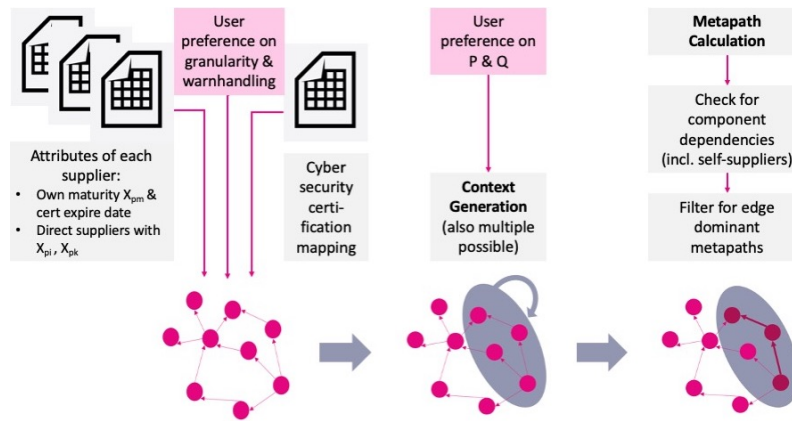 User
preference on
granularity &
warnhandling
Attributes of each
supplier:
• Own maturity Xpm &
cert expire date
• Direct suppliers with
Xpi , Xpk
Cyber
security
certi-
fication
mapping
User
preference on
P & Q
Context
Generation
(also multiple
possible)
Metapath
Calculation
Check for
component
dependencies
(incl. self-suppliers)
Filter for edge
dominant
metapaths